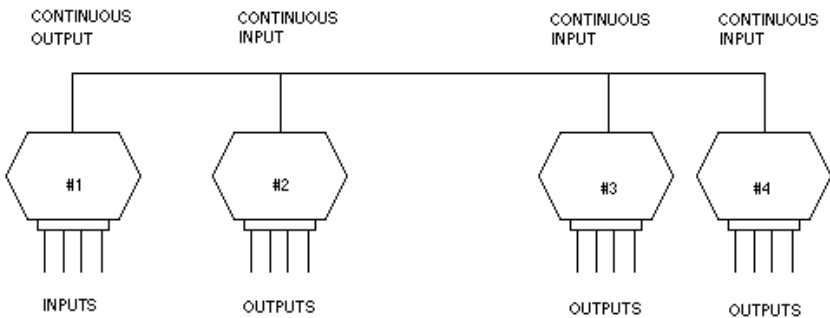 CONTINUOUS
OUTPUT
CONTINUOUS
INPUT
CONTINUOUS
INPUT
CONTINUOUS
INPUT
#1
#2
#3
#4
INPUTS
OUTPUTS
OUTPUTS
OUTPUTS